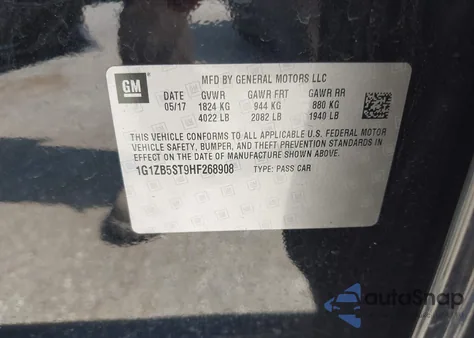 GM
MFD BY GENERAL MOTORS LLC
DATE GVWR GAWR FRT GAWR RR
05/17 1824 KG 944 KG 880 KG
4022 LB 2082 LB 1940 LB
THIS VEHICLE CONFORMS TO ALL APPLICABLE U.S. FEDERAL MOTOR
VEHICLE SAFETY, BUMPER, AND THEFT PREVENTION STANDARDS
IN EFFECT ON THE DATE OF MANUFACTURE SHOWN ABOVE.
1G1ZB5ST9HF268908 TYPE: PASS CAR
autoSnap